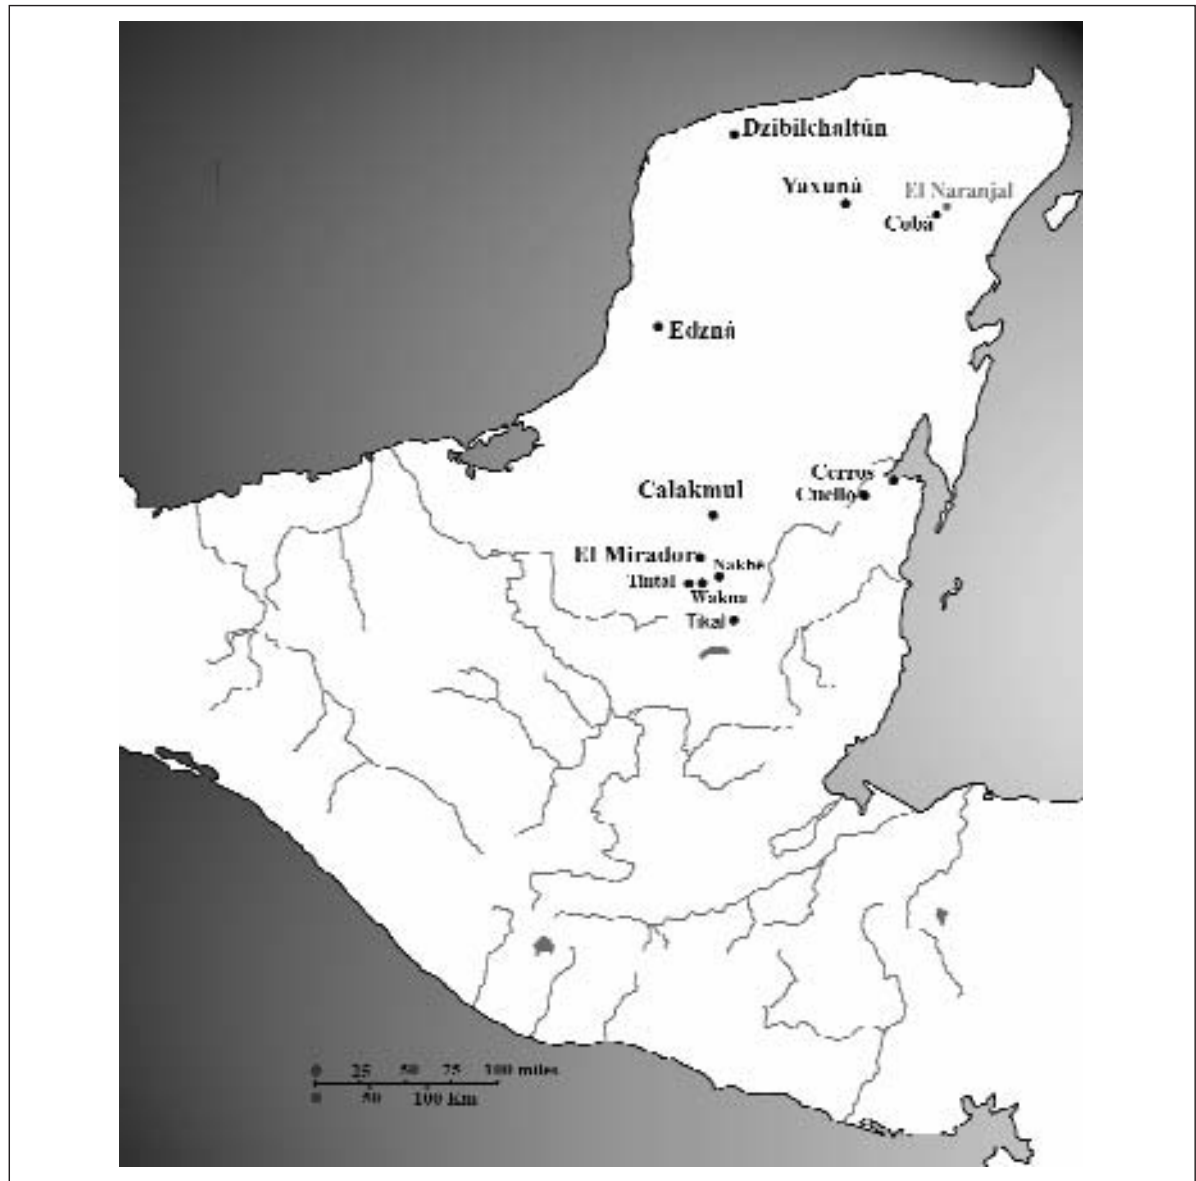 Dzibilchaltún
Yaxuná
El Naranjal
Cobá
Edzná
Cerros
Cuello
Calakmul
El Mirador
Nakbé
Tintal
Wakna
Tikal
0 25 50 75 100 miles
0 50 100 Km